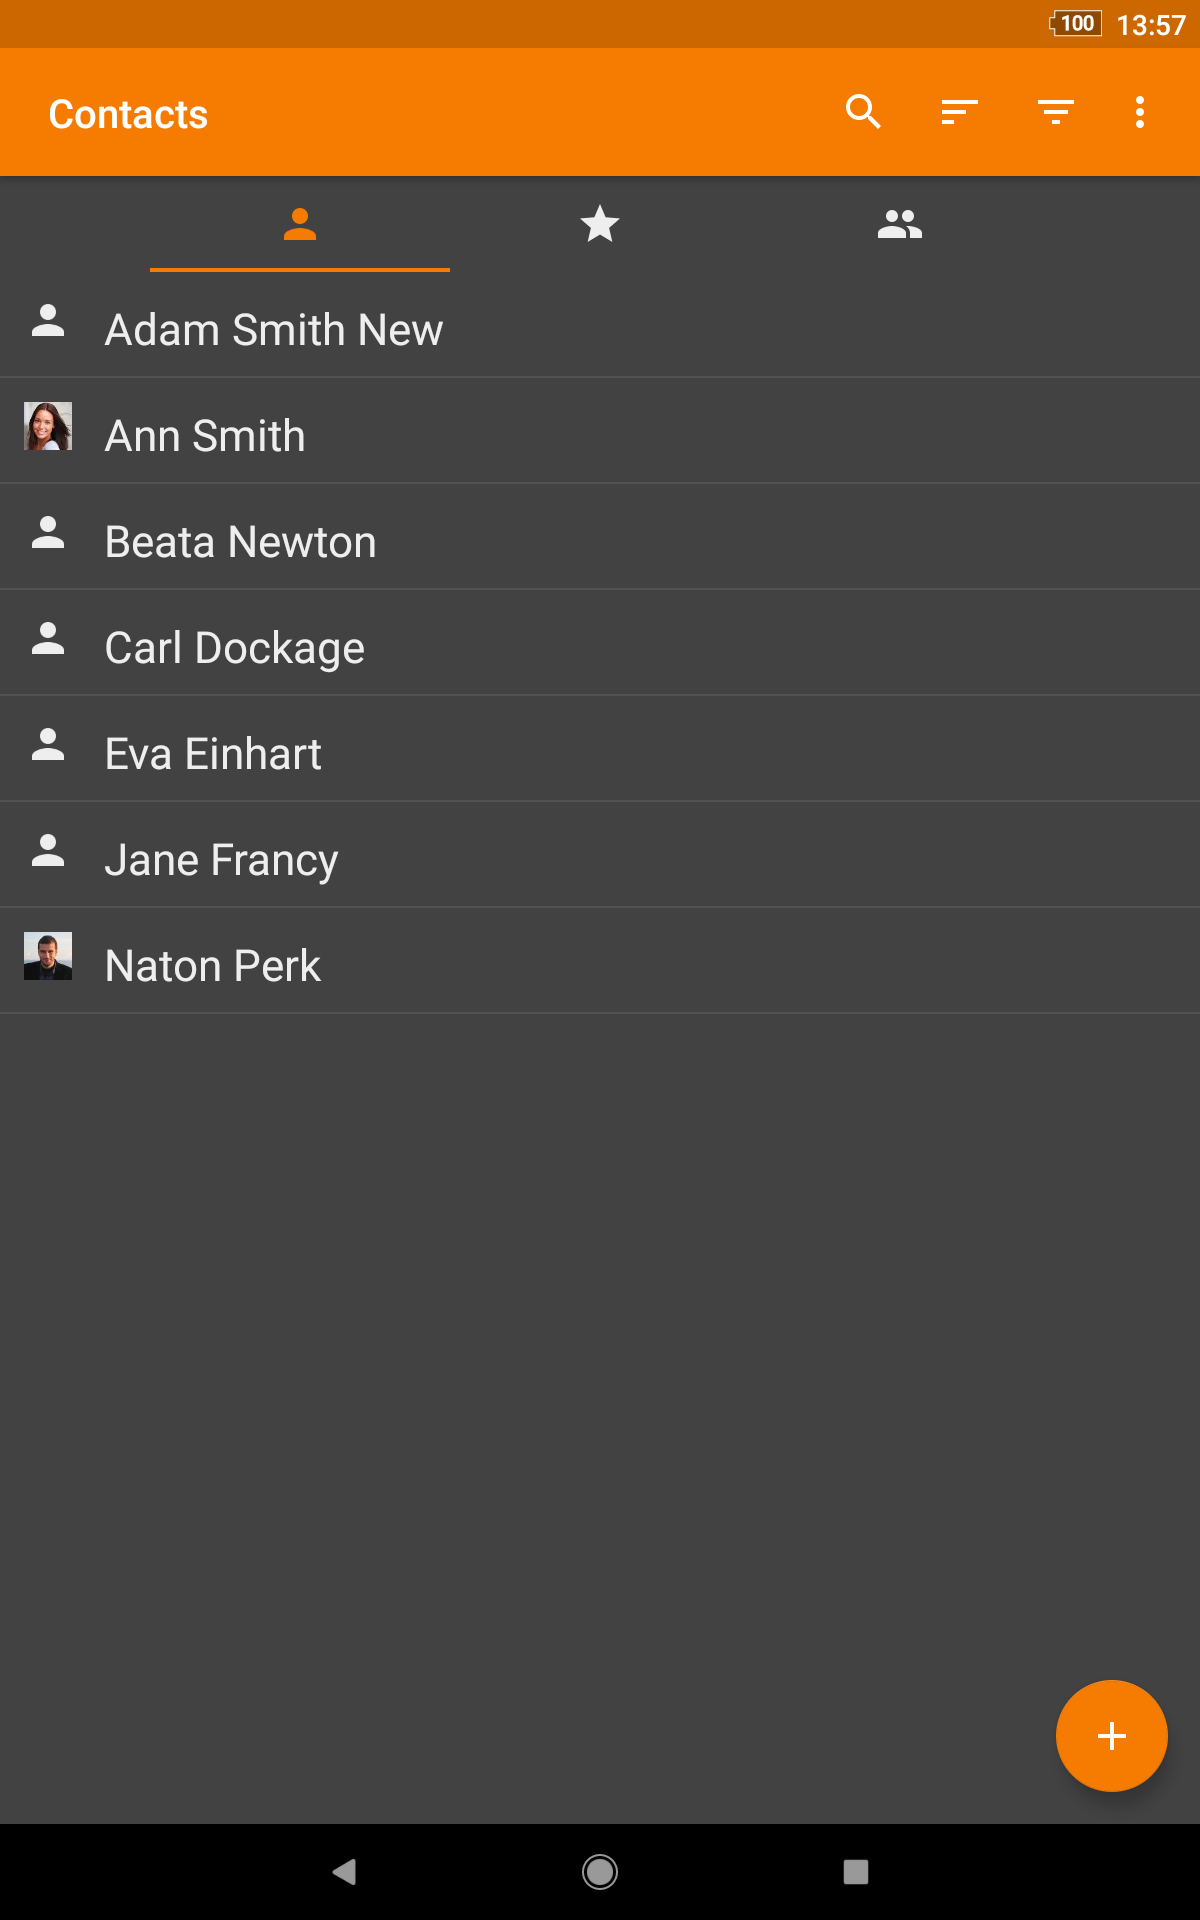 100 13:57
Contacts
Adam Smith New
Ann Smith
Beata Newton
Carl Dockage
Eva Einhart
Jane Francy
Naton Perk